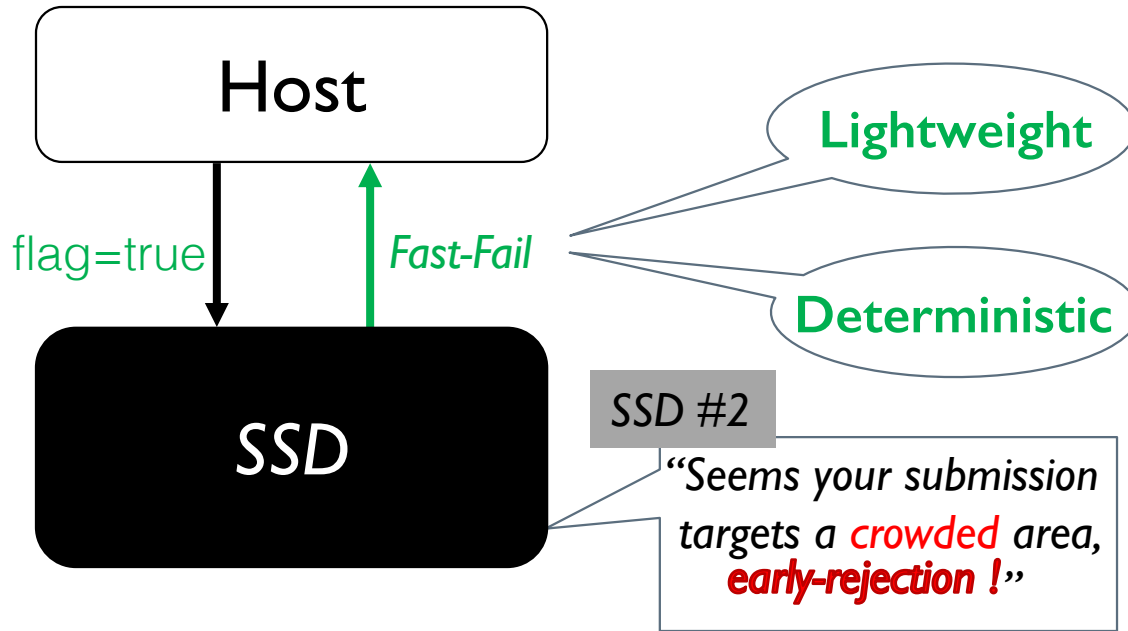 Host
Lightweight
flag=true
Fast-Fail
Deterministic
SSD #2
SSD
“Seems your submission
targets a crowded area,
early-rejection !”